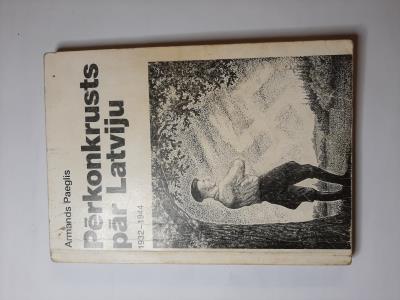 Armands Paeglis
Pērkonkrusts
pār Latviju
1932–1944